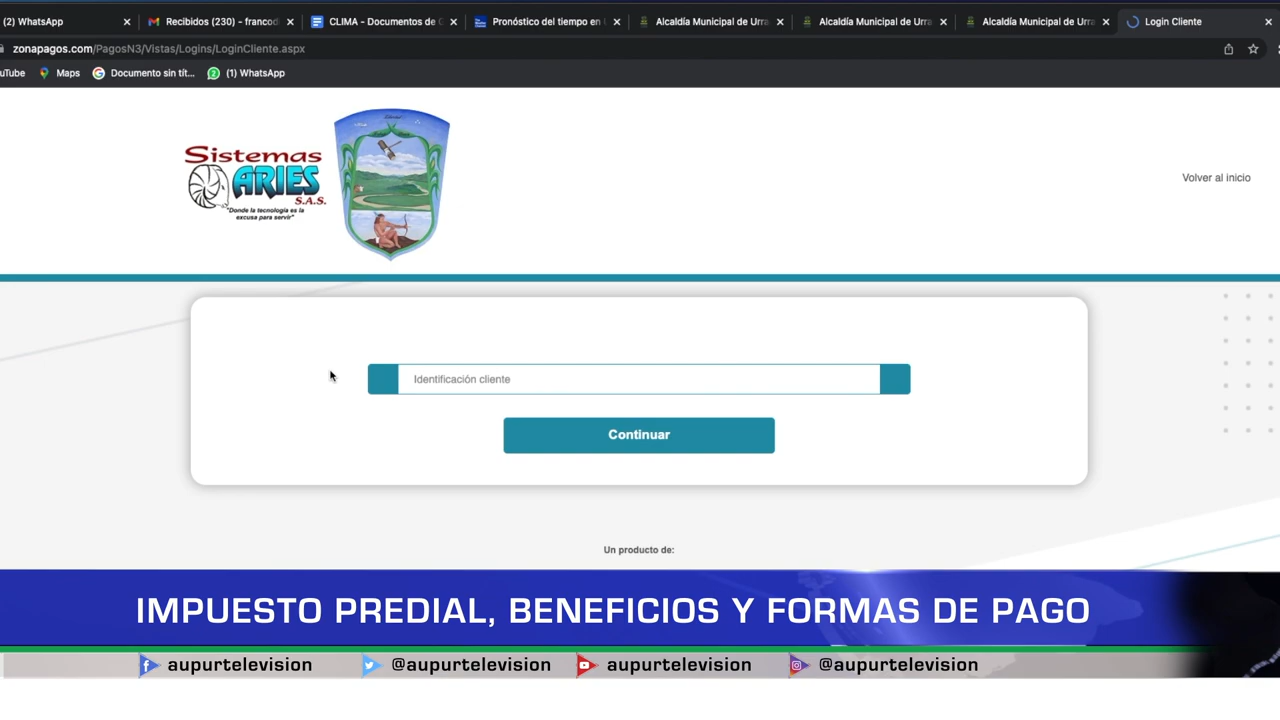 (2) WhatsApp
Recibidos (230) - francod
CLIMA - Documentos de G
Pronóstico del tiempo en U
Alcaldía Municipal de Urra
Alcaldía Municipal de Urra
Alcaldía Municipal de Urra
Login Cliente
zonapagos.com/PagosN3/Vistas/Logins/LoginCliente.aspx
uTube
Maps
Documento sin tít...
(1) WhatsApp
Sistemas
ARIES
S.A.S.
"Donde la tecnología es la
excusa para servir"
Volver al inicio
Identificación cliente
Continuar
Un producto de:
IMPUESTO PREDIAL, BENEFICIOS Y FORMAS DE PAGO
aupurtelevision
@aupurtelevision
aupurtelevision
@aupurtelevision